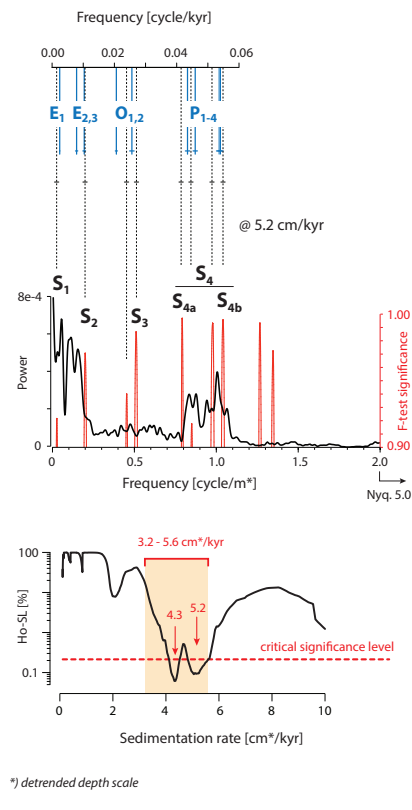 Frequency [cycle/kyr]
0.00 0.02 0.04 0.06
E1 E2,3 O1,2 P1-4
@ 5.2 cm/kyr
S1 S4
S4a S4b
S2 S3
8e-4 1.00
Power
F-test significance
0 0.90
0 0.5 1.0 1.5 2.0
Frequency [cycle/m*]
Nyq. 5.0
3.2 - 5.6 cm*/kyr
100
Ho-SL [%]
4.3 5.2
critical significance level
0.1
0 2 4 6 8 10
Sedimentation rate [cm*/kyr]
*) detrended depth scale